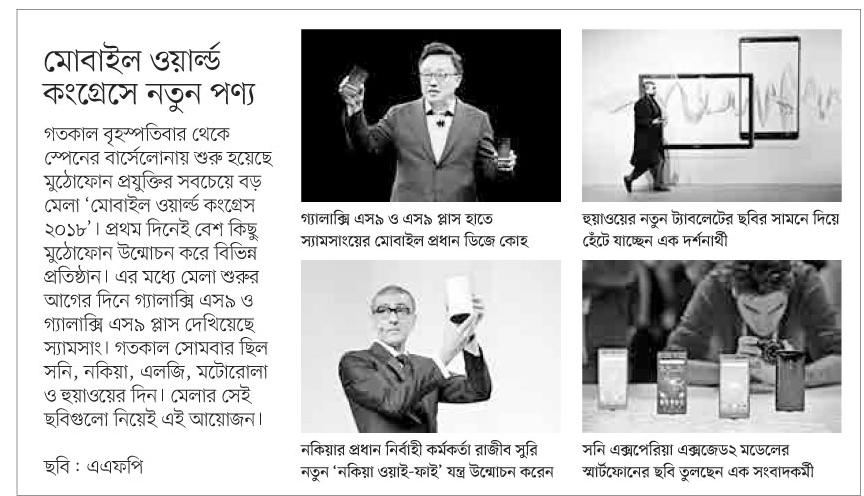 মোবাইল ওয়ার্ল্ড
কংগ্রেসে নতুন পণ্য
গতকাল বৃহস্পতিবার থেকে
স্পেনের বার্সেলোনায় শুরু হয়েছে
মুঠোফোন প্রযুক্তির সবচেয়ে বড়
মেলা ‘মোবাইল ওয়ার্ল্ড কংগ্রেস
২০১৮’। প্রথম দিনেই বেশ কিছু
মুঠোফোন উন্মোচন করে বিভিন্ন
প্রতিষ্ঠান। এর মধ্যে মেলা শুরুর
আগের দিনে গ্যালাক্সি এস৯ ও
গ্যালাক্সি এস৯ প্লাস দেখিয়েছে
স্যামসাং। গতকাল সোমবার ছিল
সনি, নকিয়া, এলজি, মটোরোলা
ও হুয়াওয়ের দিন। মেলার সেই
ছবিগুলো নিয়েই এই আয়োজন।
ছবি : এএফপি
গ্যালাক্সি এস৯ ও এস৯ প্লাস হাতে
স্যামসাংয়ের মোবাইল প্রধান ডিজে কোহ
হুয়াওয়ের নতুন ট্যাবলেটের ছবির সামনে দিয়ে
হেঁটে যাচ্ছেন এক দর্শনার্থী
নকিয়ার প্রধান নির্বাহী কর্মকর্তা রাজীব সুরি
নতুন ‘নকিয়া ওয়াই-ফাই’ যন্ত্র উন্মোচন করেন
সনি এক্সপেরিয়া এক্সজেড২ মডেলের
স্মার্টফোনের ছবি তুলছেন এক সংবাদকর্মী